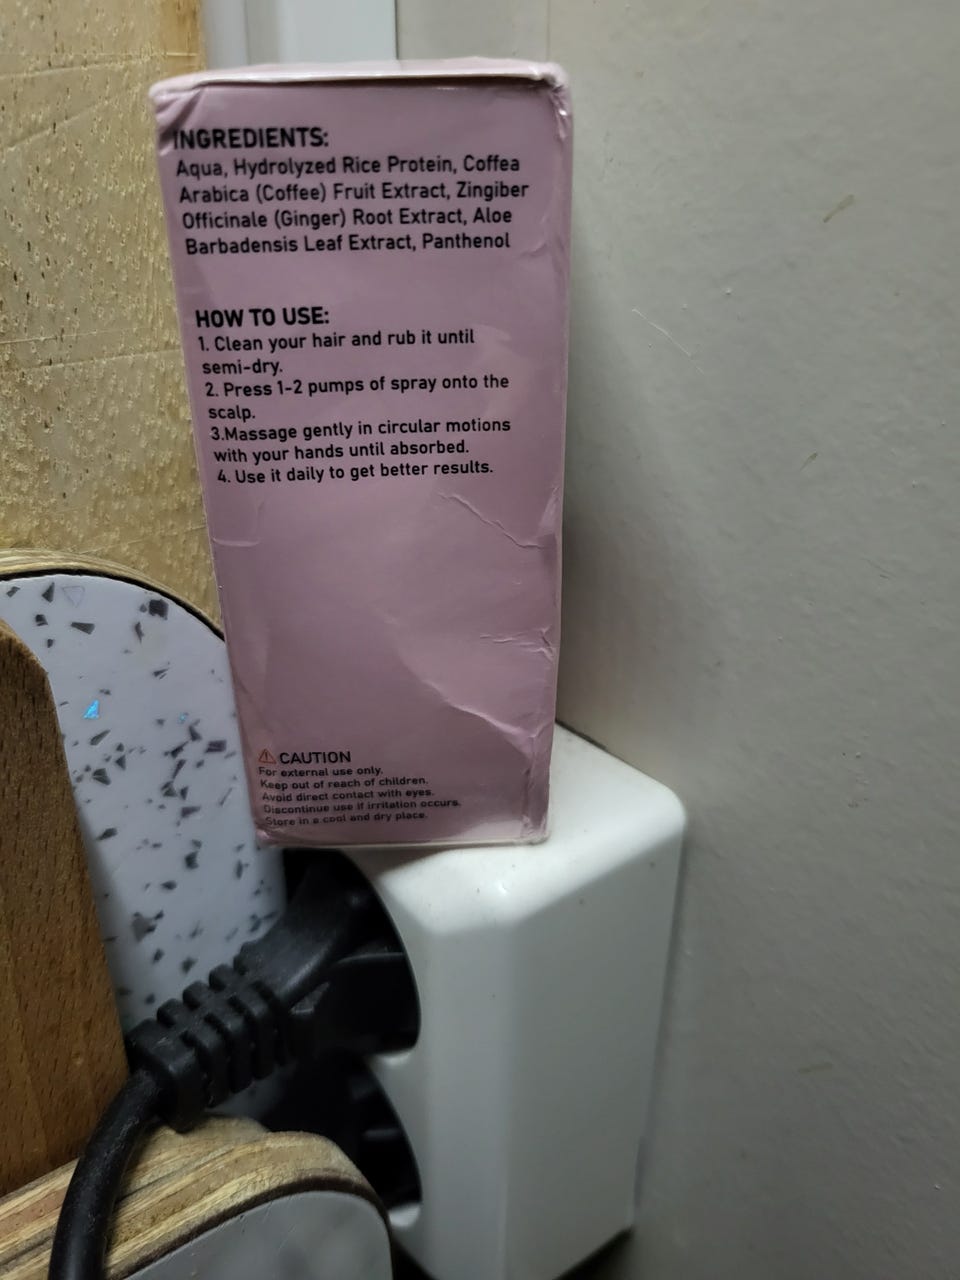 INGREDIENTS:
Aqua, Hydrolyzed Rice Protein, Coffea
Arabica (Coffee) Fruit Extract, Zingiber
Officinale (Ginger) Root Extract, Aloe
Barbadensis Leaf Extract, Panthenol
HOW TO USE:
1. Clean your hair and rub it until
semi-dry.
2. Press 1-2 pumps of spray onto the
scalp.
3.Massage gently in circular motions
with your hands until absorbed.
4. Use it daily to get better results.
CAUTION
For external use only.
Keep out of reach of children.
Avoid direct contact with eyes.
Discontinue use if irritation occurs.
Store in a cool and dry place.